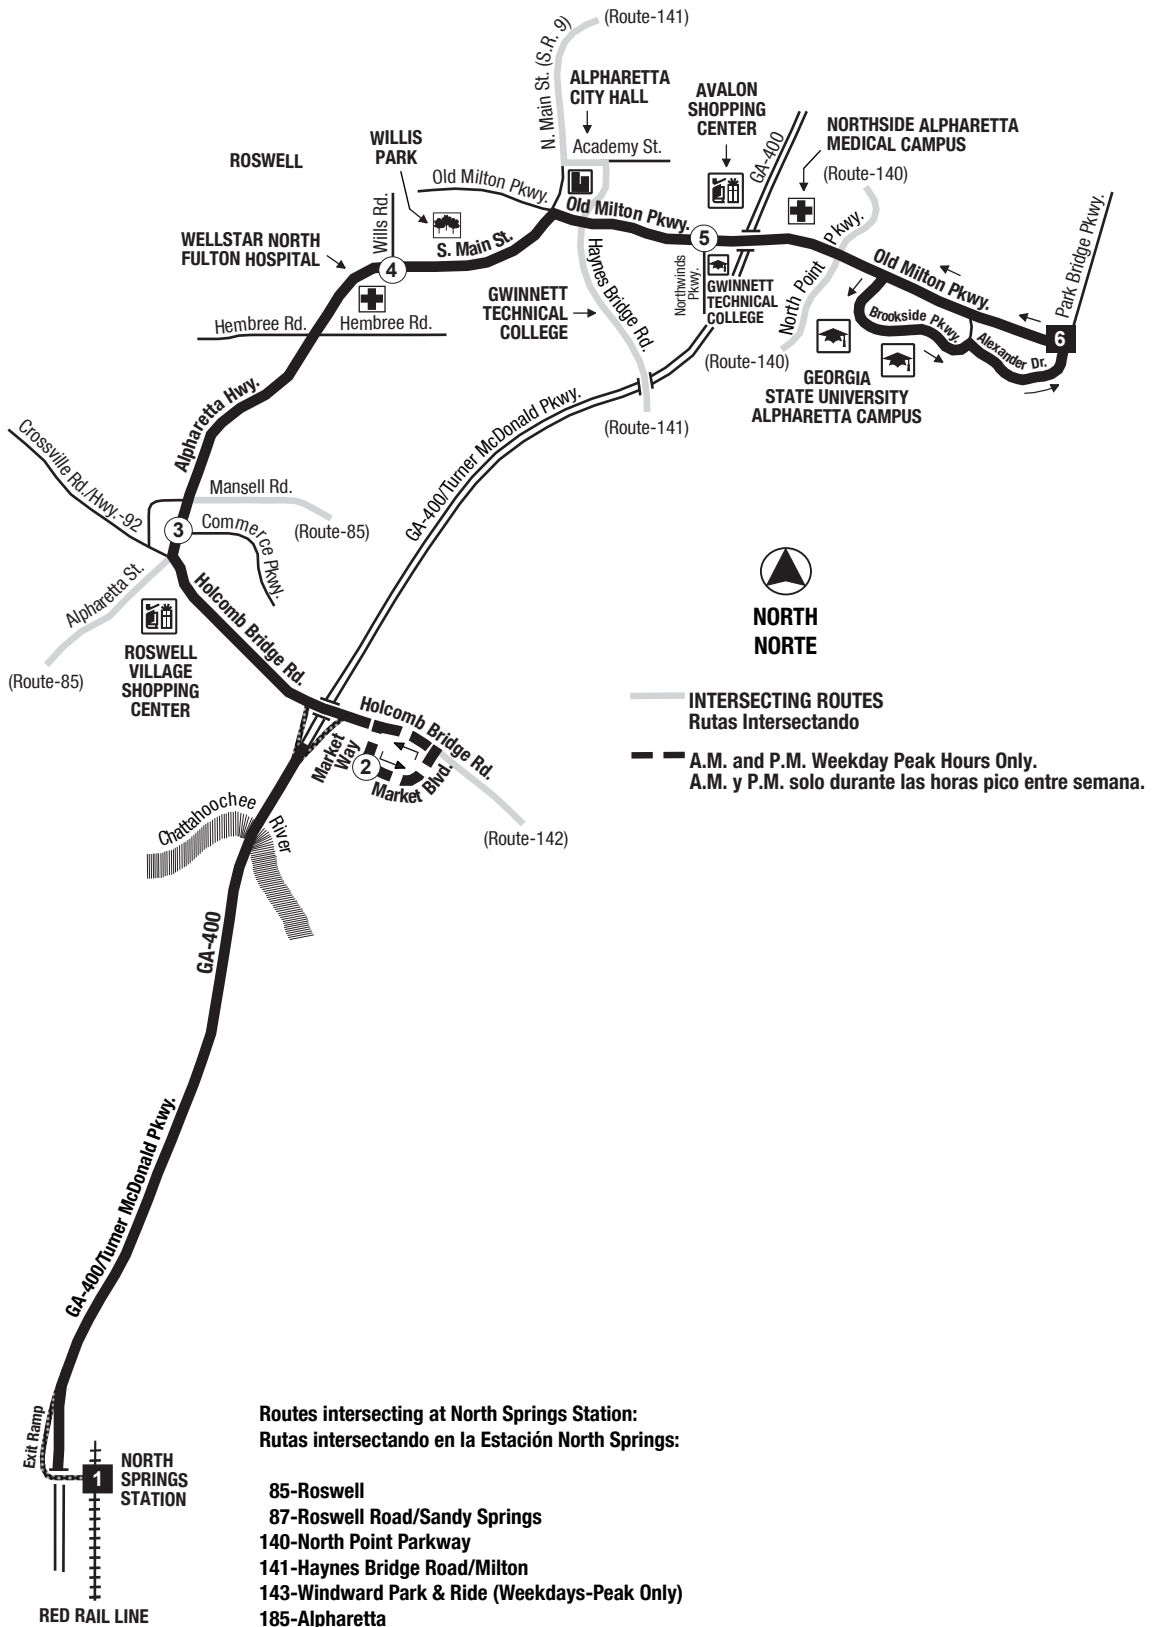 (Route-141)
N. Main St. (S.R. 9)
ALPHARETTA
CITY HALL
AVALON
SHOPPING
CENTER
GA-400
NORTHSIDE ALPHARETTA
MEDICAL CAMPUS
(Route-140)
WILLIS
PARK
ROSWELL
Academy St.
Old Milton Pkwy.
Old Milton Pkwy.
Wills Rd.
S. Main St.
WELLSTAR NORTH
FULTON HOSPITAL
4
5
Haynes Bridge Rd.
Northwinds
Pkwy.
GWINNETT
TECHNICAL
COLLEGE
GWINNETT
TECHNICAL
COLLEGE
North Point Pkwy.
Old Milton Pkwy.
Park Bridge Pkwy.
Brookside Pkwy.
Alexander Dr.
6
Hembree Rd.
Hembree Rd.
(Route-140)
GEORGIA
STATE UNIVERSITY
ALPHARETTA CAMPUS
(Route-141)
Alpharetta Hwy.
GA-400/Turner McDonald Pkwy.
Crossville Rd./Hwy.-92
Mansell Rd.
(Route-85)
3
Commerce Pkwy.
Alpharetta St.
Holcomb Bridge Rd.
(Route-85)
ROSWELL
VILLAGE
SHOPPING
CENTER
NORTH
NORTE
INTERSECTING ROUTES
Rutas Intersectando
A.M. and P.M. Weekday Peak Hours Only.
A.M. y P.M. solo durante las horas pico entre semana.
Holcomb Bridge Rd.
Market
Way
2
Market Blvd.
(Route-142)
Chattahoochee
River
GA-400
GA-400/Turner McDonald Pkwy.
Exit Ramp
1
NORTH
SPRINGS
STATION
RED RAIL LINE
Routes intersecting at North Springs Station:
Rutas intersectando en la Estación North Springs:
85-Roswell
87-Roswell Road/Sandy Springs
140-North Point Parkway
141-Haynes Bridge Road/Milton
143-Windward Park & Ride (Weekdays-Peak Only)
185-Alpharetta